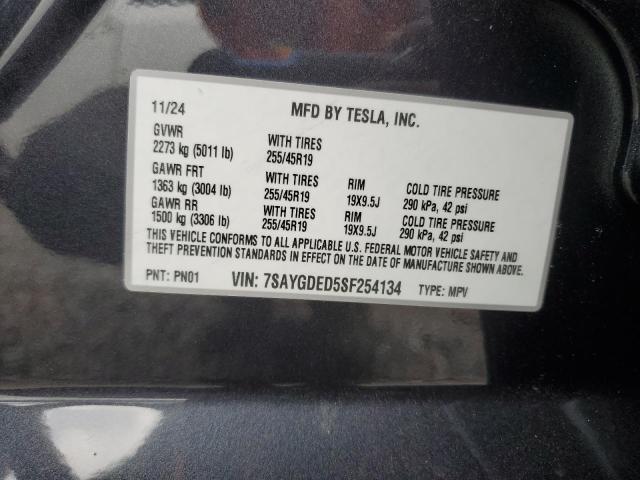 11/24 MFD BY TESLA, INC.
GVWR
2273 kg (5011 lb) WITH TIRES 255/45R19
GAWR FRT
1363 kg (3004 lb) WITH TIRES 255/45R19 RIM 19X9.5J COLD TIRE PRESSURE 290 kPa, 42 psi
GAWR RR
1500 kg (3306 lb) WITH TIRES 255/45R19 RIM 19X9.5J COLD TIRE PRESSURE 290 kPa, 42 psi
THIS VEHICLE CONFORMS TO ALL APPLICABLE U.S. FEDERAL MOTOR VEHICLE SAFETY AND
THEFT PREVENTION STANDARDS IN EFFECT ON THE DATE OF MANUFACTURE SHOWN ABOVE.
PNT: PN01 VIN: 7SAYGDED5SF254134 TYPE: MPV